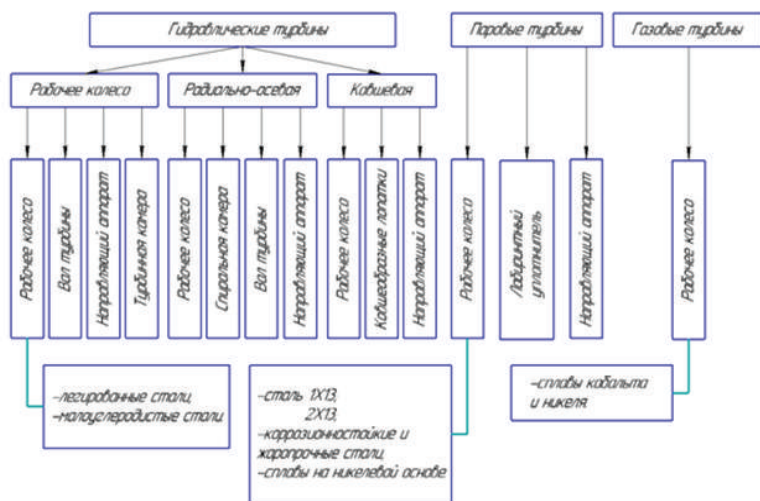 Гидравлические турбины
Паровые турбины
Газовые турбины
Рабочее колесо
Радиально-осевая
Ковшевая
Рабочее колесо
Вал турбины
Направляющий аппарат
Турбинная камера
Рабочее колесо
Спиральная камера
Вал турбины
Направляющий аппарат
Рабочее колесо
Ковшеобразные лопатки
Направляющий аппарат
Рабочее колесо
Лабиринтный
уплотнитель
Направляющий аппарат
Рабочее колесо
-легированные стали,
-малоуглеродистые стали.
-сталь 1Х13,
2Х13,
-коррозионностойкие и
жаропрочные стали,
-сплавы на никелевой основе
-сплавы кобальта
и никеля.